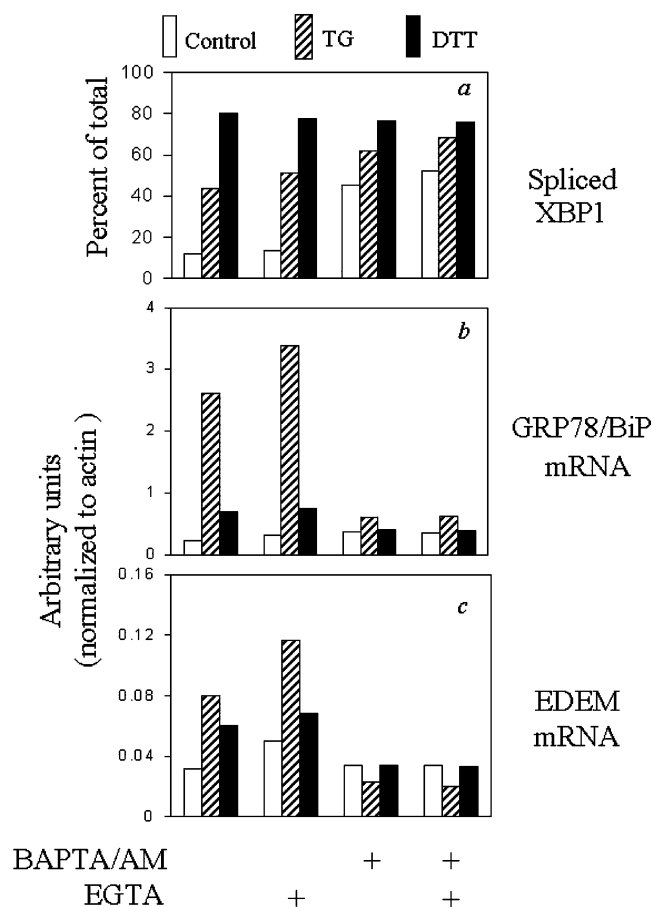 Control TG DTT
a
100
80
60
40
20
0
Percent of total
Spliced
XBP1
b
4
3
2
1
0
GRP78/BiP
mRNA
Arbitrary units
(normalized to actin )
c
0.16
0.12
0.08
0.04
0
EDEM
mRNA
BAPTA/AM + +
EGTA + +